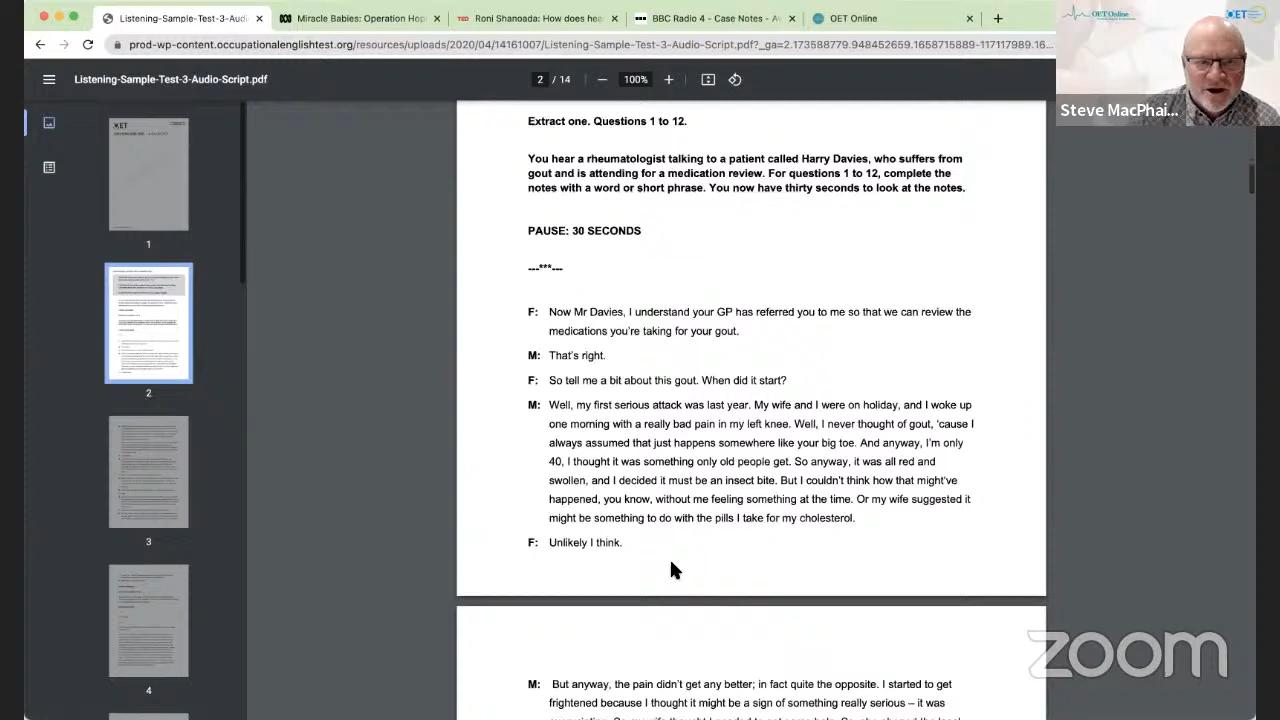 Listening-Sample-Test-3-Audio-S
Miracle Babies: Operation Hop
TED Roni Shanoada: How does hea
BBC Radio 4 - Case Notes - A
OET Online
prod-wp-content.occupationalenglishtest.org/resources/uploads/2020/04/14161007/Listening-Sample-Test-3-Audio-Script.pdf?_ga=2.173588779.948452659.1658715889-117117989.16...
OET Online
OET
Listening-Sample-Test-3-Audio-Script.pdf
2 / 14
100%
Steve MacPhai...
1
2
3
4
Extract one. Questions 1 to 12.
You hear a rheumatologist talking to a patient called Harry Davies, who suffers from
gout and is attending for a medication review. For questions 1 to 12, complete the
notes with a word or short phrase. You now have thirty seconds to look at the notes.
PAUSE: 30 SECONDS
---***---
F: Now Mr Davies, I understand your GP has referred you to me so that we can review the
medications you're taking for your gout.
M: That's right.
F: So tell me a bit about this gout. When did it start?
M: Well, my first serious attack was last year. My wife and I were on holiday, and I woke up
one morning with a really bad pain in my left knee. Well, I never thought of gout, 'cause I
always assumed that just happens somewhere like your big toe. And anyway, I'm only
I thought it was something only old people get. So anyway, it was all red and
swollen, and I decided it must be an insect bite. But I couldn't think how that might've
happened, you know, without me feeling something at the time. Or my wife suggested it
might be something to do with the pills I take for my cholesterol.
F: Unlikely I think.
M: But anyway, the pain didn't get any better; in fact quite the opposite. I started to get
frightened because I thought it might be a sign of something really serious – it was
zoom